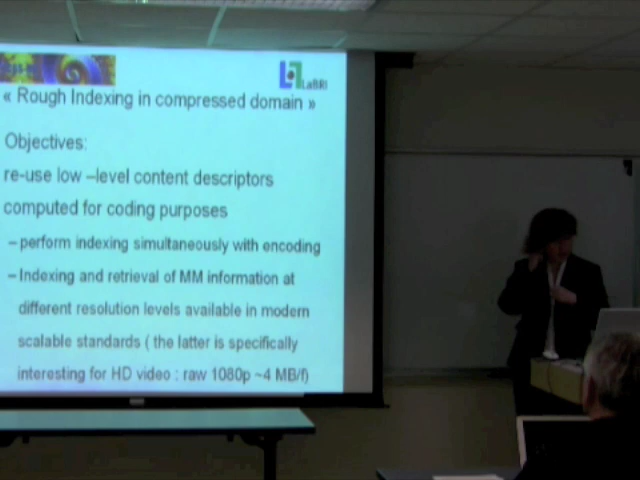 LaBRI
« Rough Indexing in compressed domain »
Objectives:
re-use low –level content descriptors
computed for coding purposes
– perform indexing simultaneously with encoding
– Indexing and retrieval of MM information at
different resolution levels available in modern
scalable standards ( the latter is specifically
interesting for HD video : raw 1080p ~4 MB/f)